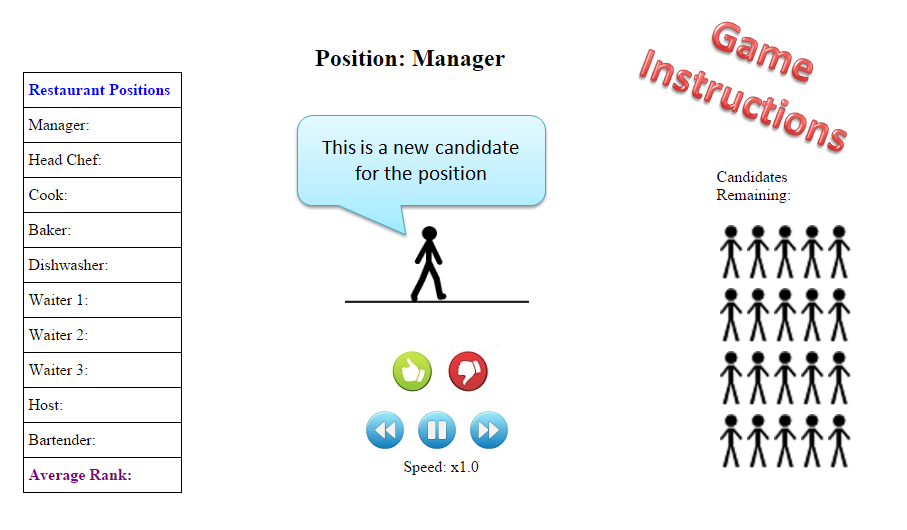 Position: Manager
Game
Instructions
Restaurant Positions
Manager:
Head Chef:
Cook:
Baker:
Dishwasher:
Waiter 1:
Waiter 2:
Waiter 3:
Host:
Bartender:
Average Rank:
This is a new candidate
for the position
Speed: x1.0
Candidates
Remaining: